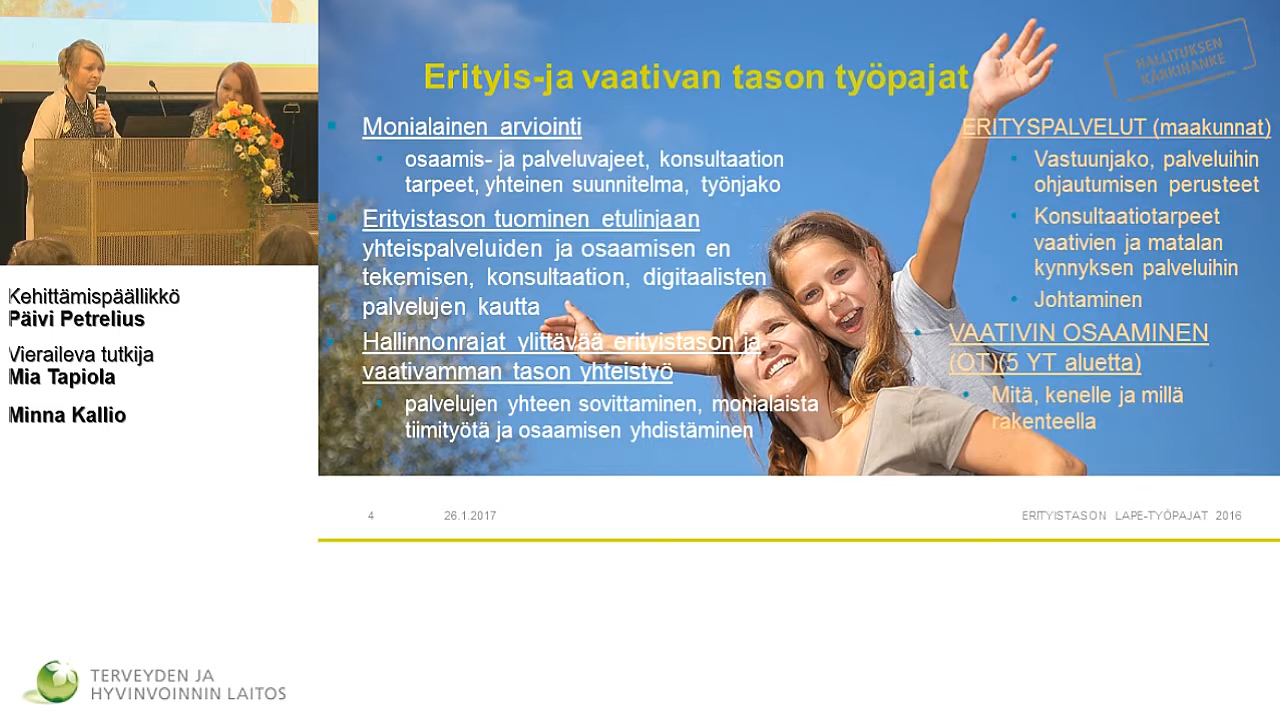 Erityis-ja vaativan tason työpajat
HALLITUKSEN
KÄRKIHANKE
Monialainen arviointi
osaamis- ja palveluvajeet, konsultaation
tarpeet, yhteinen suunnitelma, työnjako
Erityistason tuominen etulinjaan
yhteispalveluiden ja osaamisen en
tekemisen, konsultaation, digitaalisten
palvelujen kautta
Hallinnonrajat ylittävää erityistason ja
vaativamman tason yhteistyö
palvelujen yhteen sovittaminen, monialaista
tiimityötä ja osaamisen yhdistäminen
ERITYSPALVELUT (maakunnat)
Vastuunjako, palveluihin
ohjautumisen perusteet
Konsultaatiotarpeet
vaativien ja matalan
kynnyksen palveluihin
Johtaminen
VAATIVIN OSAAMINEN
(OT)(5 YT aluetta)
Mitä, kenelle ja millä
rakenteella
Kehittämispäällikkö
Päivi Petrelius
Vieraileva tutkija
Mia Tapiola
Minna Kallio
4 26.1.2017 ERITYISTASON LAPE-TYÖPAJAT 2016
TERVEYDEN JA
HYVINVOINNIN LAITOS